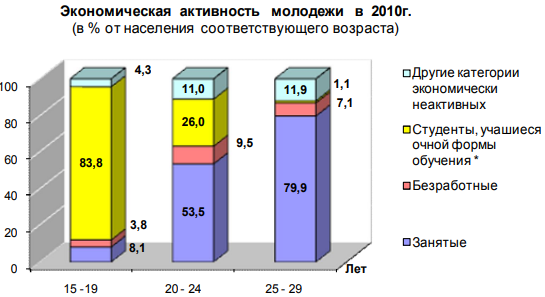 Экономическая активность молодежи в 2010г.
(в % от населения соответствующего возраста)
100
80
60
40
20
0
4,3
83,8
3,8
8,1
11,0
26,0
9,5
53,5
11,9
1,1
7,1
79,9
15 - 19
20 - 24
25 - 29
Лет
Другие категории
экономически
неактивных
Студенты, учашиеся
очной формы
обучения *
Безработные
Занятые